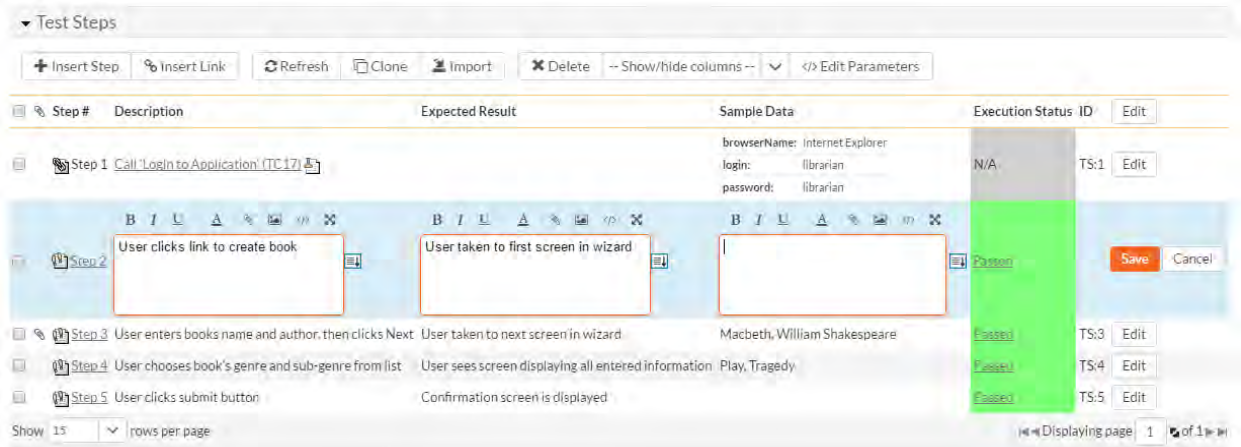 Test Steps
Insert Step Insert Link Refresh Clone Import Delete -- Show/hide columns -- </> Edit Parameters
Step # Description Expected Result Sample Data Execution Status ID Edit
browserName: Internet Explorer
Step 1 Call 'Login to Application' (TC17) login: librarian N/A TS:1 Edit
password: librarian
B I U A </> B I U A </> B I U A </>
User clicks link to create book User taken to first screen in wizard
Step 2 Passed Save Cancel
Step 3 User enters books name and author, then clicks Next User taken to next screen in wizard Macbeth, William Shakespeare Passed TS:3 Edit
Step 4 User chooses book's genre and sub-genre from list User sees screen displaying all entered information Play, Tragedy Passed TS:4 Edit
Step 5 User clicks submit button Confirmation screen is displayed Passed TS:5 Edit
Show 15 rows per page Displaying page 1 of 1